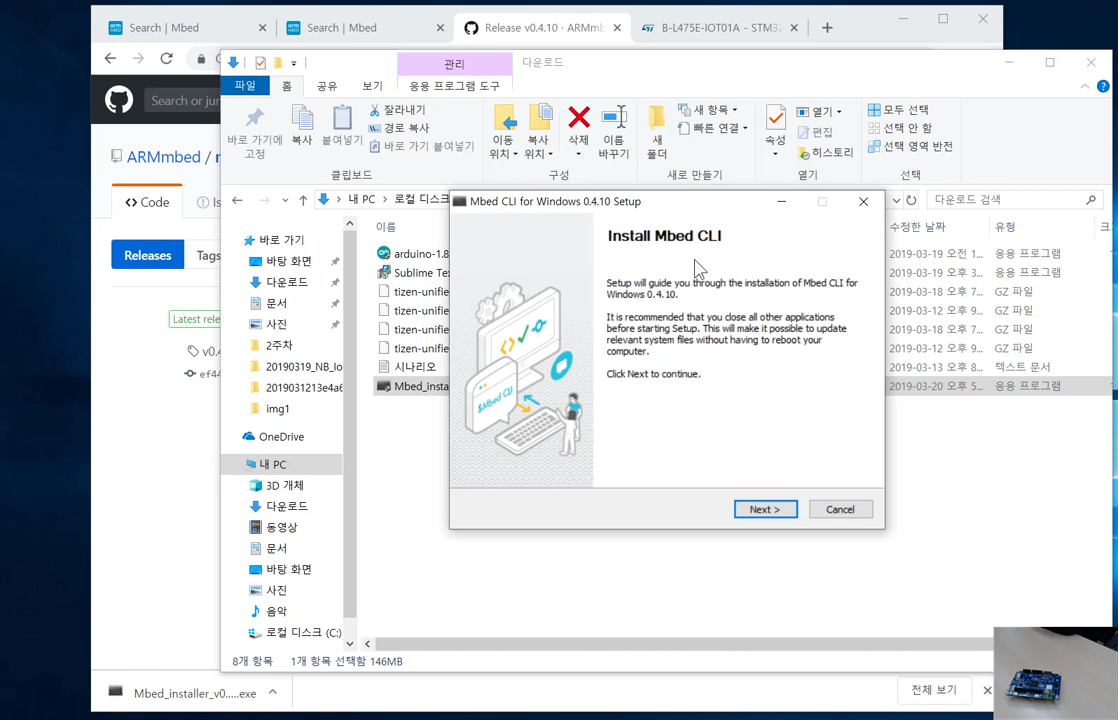 Search | Mbed
Search | Mbed
Release v0.4.10 · ARMmb
B-L475E-IOT01A - STM3
Search or jum
ARMmbed /
Code
Releases
Tags
Latest rele
v0.4
ef44
관리
다운로드
파일
홈
공유
보기
응용 프로그램 도구
바로 가기에
고정
복사
붙여넣기
잘라내기
경로 복사
바로 가기 붙여넣기
클립보드
이동
위치
복사
위치
삭제
이름
바꾸기
구성
새
폴더
새 항목
빠른 연결
새로 만들기
속성
열기
편집
히스토리
열기
모두 선택
선택 안 함
선택 영역 반전
선택
내 PC
로컬 디스크
다운로드 검색
바로 가기
바탕 화면
다운로드
문서
사진
2주차
20190319_NB_Io
2019031213e4a6
img1
OneDrive
내 PC
3D 개체
다운로드
동영상
문서
바탕 화면
사진
음악
로컬 디스크 (C:)
이름
수정한 날짜
유형
arduino-1.8
2019-03-19 오전 1...
응용 프로그램
Sublime Te
2019-03-19 오후 3...
응용 프로그램
tizen-unifie
2019-03-18 오후 7...
GZ 파일
tizen-unifie
2019-03-12 오후 9...
GZ 파일
tizen-unifie
2019-03-18 오후 7...
GZ 파일
tizen-unifie
2019-03-12 오후 9...
GZ 파일
시나리오
2019-03-13 오후 8...
텍스트 문서
Mbed_insta
2019-03-20 오후 5...
응용 프로그램
Mbed CLI for Windows 0.4.10 Setup
Install Mbed CLI
Setup will guide you through the installation of Mbed CLI for
Windows 0.4.10.
It is recommended that you close all other applications
before starting Setup. This will make it possible to update
relevant system files without having to reboot your
computer.
Click Next to continue.
$Mbed CLI
Next >
Cancel
8개 항목
1개 항목 선택함 146MB
Mbed_installer_v0.....exe
전체 보기